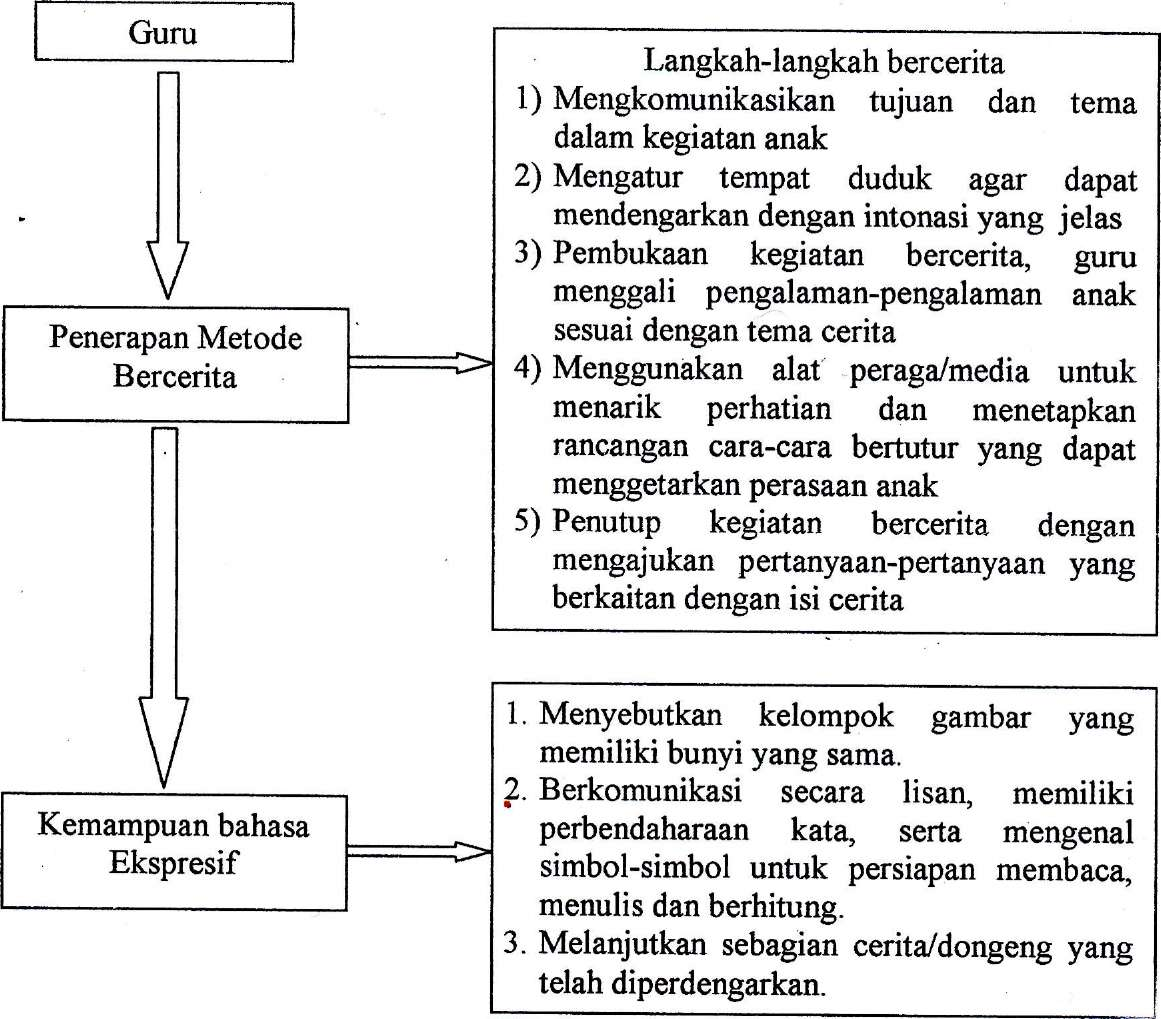 Guru
Langkah-langkah bercerita
1) Mengkomunikasikan tujuan dan tema
dalam kegiatan anak
2) Mengatur tempat duduk agar dapat
mendengarkan dengan intonasi yang jelas
3) Pembukaan kegiatan bercerita, guru
menggali pengalaman-pengalaman anak
sesuai dengan tema cerita
4) Menggunakan alat peraga/media untuk
menarik perhatian dan menetapkan
rancangan cara-cara bertutur yang dapat
menggetarkan perasaan anak
5) Penutup kegiatan bercerita dengan
mengajukan pertanyaan-pertanyaan yang
berkaitan dengan isi cerita
Penerapan Metode
Bercerita
Kemampuan bahasa
Ekspresif
1. Menyebutkan kelompok gambar yang
memiliki bunyi yang sama.
2. Berkomunikasi secara lisan, memiliki
perbendaharaan kata, serta mengenal
simbol-simbol untuk persiapan membaca,
menulis dan berhitung.
3. Melanjutkan sebagian cerita/dongeng yang
telah diperdengarkan.